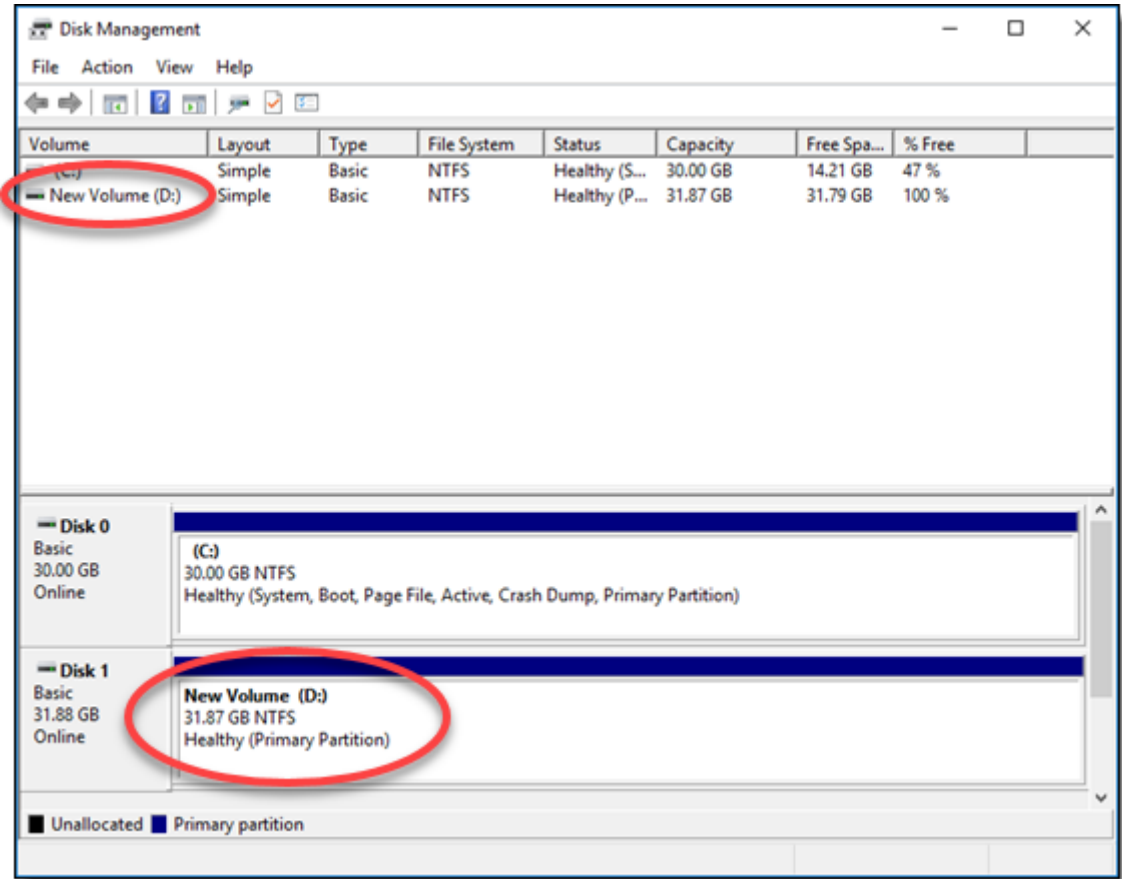 Disk Management
File Action View Help
Volume Layout Type File System Status Capacity Free Spa... % Free
(C:) Simple Basic NTFS Healthy (S... 30.00 GB 14.21 GB 47 %
New Volume (D:) Simple Basic NTFS Healthy (P... 31.87 GB 31.79 GB 100 %
Disk 0
Basic
30.00 GB
Online
(C:)
30.00 GB NTFS
Healthy (System, Boot, Page File, Active, Crash Dump, Primary Partition)
Disk 1
Basic
31.88 GB
Online
New Volume (D:)
31.87 GB NTFS
Healthy (Primary Partition)
Unallocated Primary partition